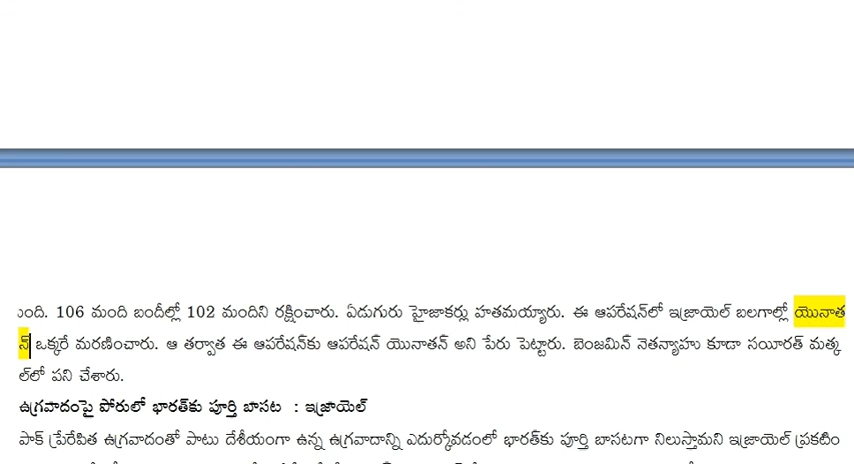 ంది. 106 మంది బందీల్లో 102 మందిని రక్షించారు. ఏడుగురు హైజాకర్లు హతమయ్యారు. ఈ ఆపరేషన్‌లో ఇజ్రాయెల్ బలగాల్లో యొనాత
న్ ఒక్కరే మరణించారు. ఆ తర్వాత ఈ ఆపరేషన్‌కు ఆపరేషన్ యొనాతన్ అని పేరు పెట్టారు. బెంజమిన్ నెతన్యాహు కూడా సయీరత్ మత్క
ల్‌లో పని చేశారు.
ఉగ్రవాదంపై పోరులో భారత్‌కు పూర్తి బాసట : ఇజ్రాయెల్
పాక్ ప్రేరేపిత ఉగ్రవాదంతో పాటు దేశీయంగా ఉన్న ఉగ్రవాదాన్ని ఎదుర్కోవడంలో భారత్‌కు పూర్తి బాసటగా నిలుస్తామని ఇజ్రాయెల్ ప్రకటిం